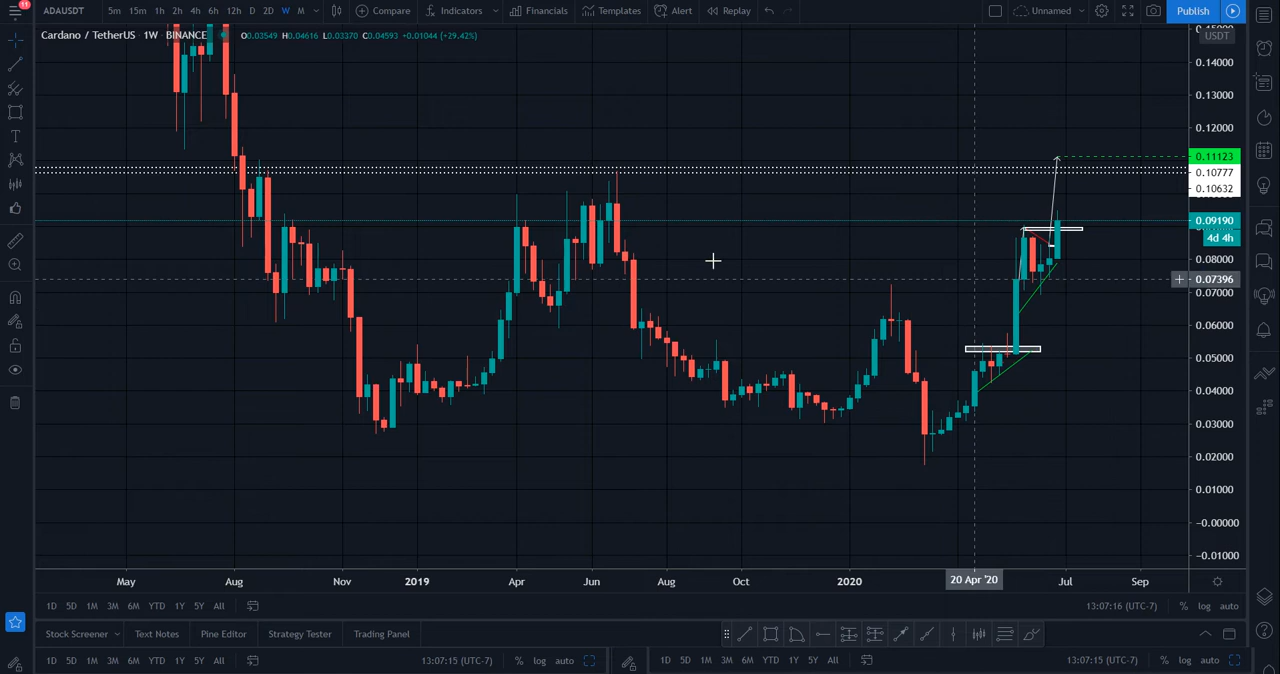 11
ADAUSDT 5m 15m 1h 2h 4h 6h 12h D 2D W M Compare Indicators Financials Templates Alert Replay Unnamed Publish
Cardano / TetherUS 1W BINANCE O0.03549 H0.04616 L0.03370 C0.04593 +0.01044 (+29.42%)
USDT
0.14000
0.13000
0.12000
0.11123
0.10777
0.10632
0.09190
4d 4h
0.08000
0.07396
0.07000
0.06000
0.05000
0.04000
0.03000
0.02000
0.01000
−0.00000
−0.01000
May Aug Nov 2019 Apr Jun Aug Oct 2020 20 Apr '20 Jul Sep
1D 5D 1M 3M 6M YTD 1Y 5Y All 13:07:16 (UTC-7) % log auto
Stock Screener Text Notes Pine Editor Strategy Tester Trading Panel
1D 5D 1M 3M 6M YTD 1Y 5Y All 13:07:15 (UTC-7) % log auto 1D 5D 1M 3M 6M YTD 1Y 5Y All 13:07:15 (UTC-7) % log auto